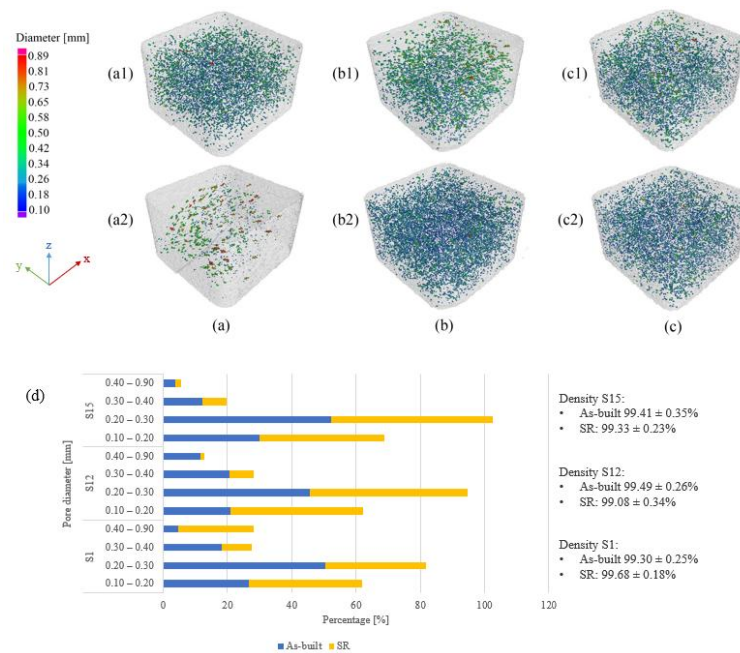 Diameter [mm]
0.89
0.81
0.73
0.65
0.58
0.50
0.42
0.34
0.26
0.18
0.10
z
y
x
(a1)
(b1)
(c1)
(a2)
(b2)
(c2)
(a)
(b)
(c)
(d)
Pore diameter [mm]
S15
0.40 – 0.90
0.30 – 0.40
0.20 – 0.30
0.10 – 0.20
S12
0.40 – 0.90
0.30 – 0.40
0.20 – 0.30
0.10 – 0.20
S1
0.40 – 0.90
0.30 – 0.40
0.20 – 0.30
0.10 – 0.20
0
20
40
60
80
100
120
Percentage [%]
As-built
SR
Density S15:
• As-built 99.41 ± 0.35%
• SR: 99.33 ± 0.23%
Density S12:
• As-built 99.49 ± 0.26%
• SR: 99.08 ± 0.34%
Density S1:
• As-built 99.30 ± 0.25%
• SR: 99.68 ± 0.18%